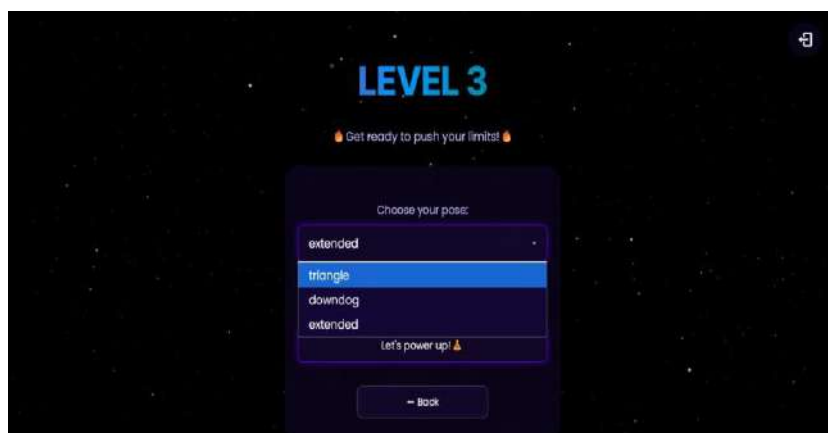 LEVEL 3
🔥 Get ready to push your limits! 🔥
Choose your pose:
extended
triangle
downdog
extended
Let's power up!
← Back